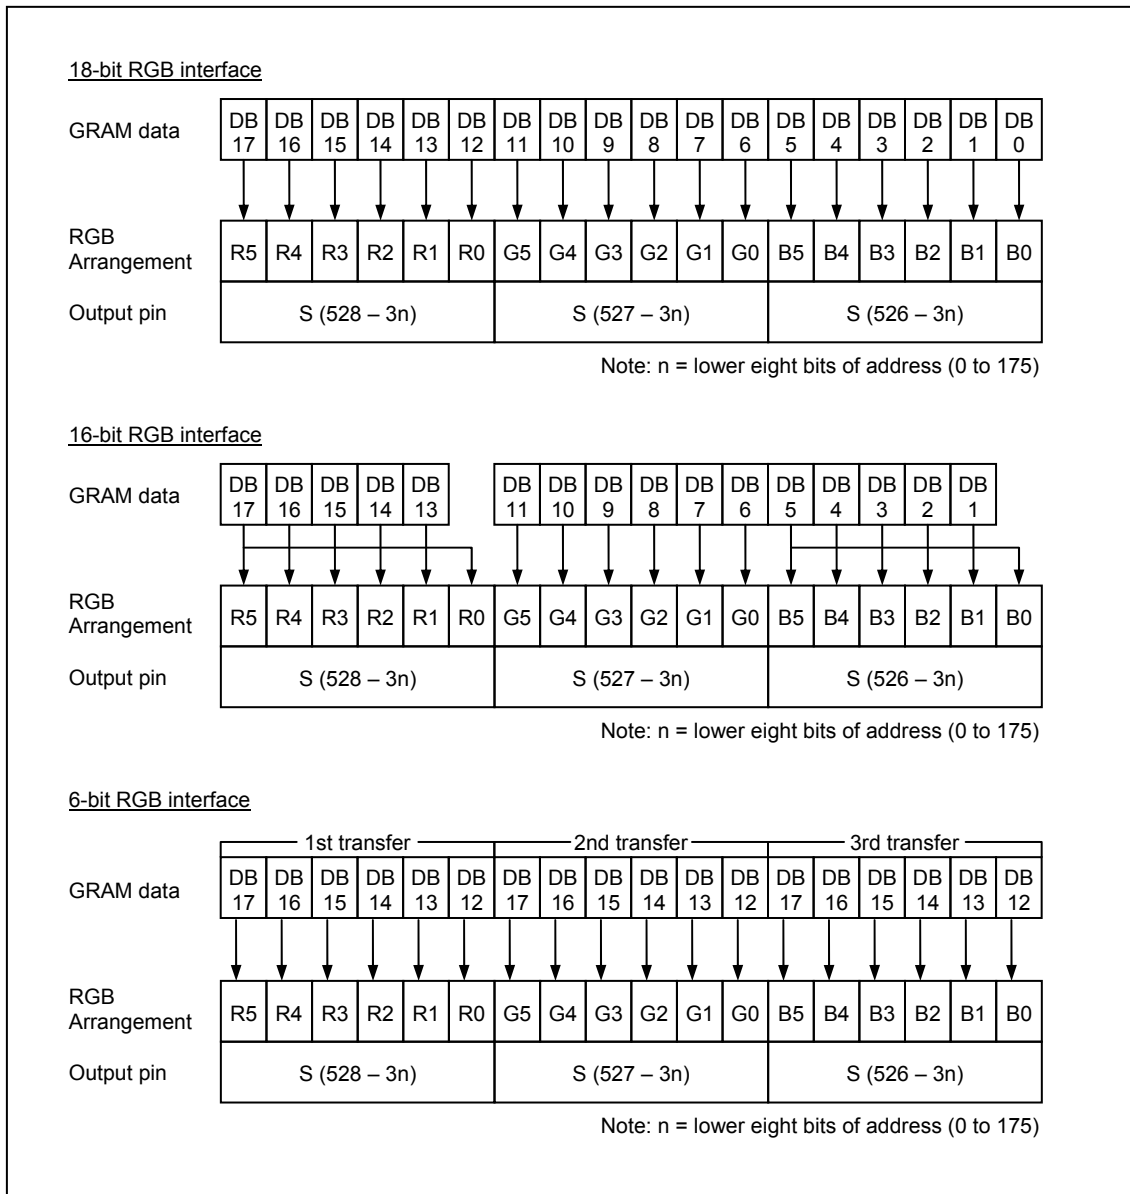 18-bit RGB interface
GRAM data
DB 17 DB 16 DB 15 DB 14 DB 13 DB 12 DB 11 DB 10 DB 9 DB 8 DB 7 DB 6 DB 5 DB 4 DB 3 DB 2 DB 1 DB 0
RGB Arrangement
R5 R4 R3 R2 R1 R0 G5 G4 G3 G2 G1 G0 B5 B4 B3 B2 B1 B0
Output pin S (528 – 3n) S (527 – 3n) S (526 – 3n)
Note: n = lower eight bits of address (0 to 175)
16-bit RGB interface
GRAM data
DB 17 DB 16 DB 15 DB 14 DB 13 DB 11 DB 10 DB 9 DB 8 DB 7 DB 6 DB 5 DB 4 DB 3 DB 2 DB 1
RGB Arrangement
R5 R4 R3 R2 R1 R0 G5 G4 G3 G2 G1 G0 B5 B4 B3 B2 B1 B0
Output pin S (528 – 3n) S (527 – 3n) S (526 – 3n)
Note: n = lower eight bits of address (0 to 175)
6-bit RGB interface
1st transfer 2nd transfer 3rd transfer
GRAM data
DB 17 DB 16 DB 15 DB 14 DB 13 DB 12 DB 17 DB 16 DB 15 DB 14 DB 13 DB 12 DB 17 DB 16 DB 15 DB 14 DB 13 DB 12
RGB Arrangement
R5 R4 R3 R2 R1 R0 G5 G4 G3 G2 G1 G0 B5 B4 B3 B2 B1 B0
Output pin S (528 – 3n) S (527 – 3n) S (526 – 3n)
Note: n = lower eight bits of address (0 to 175)